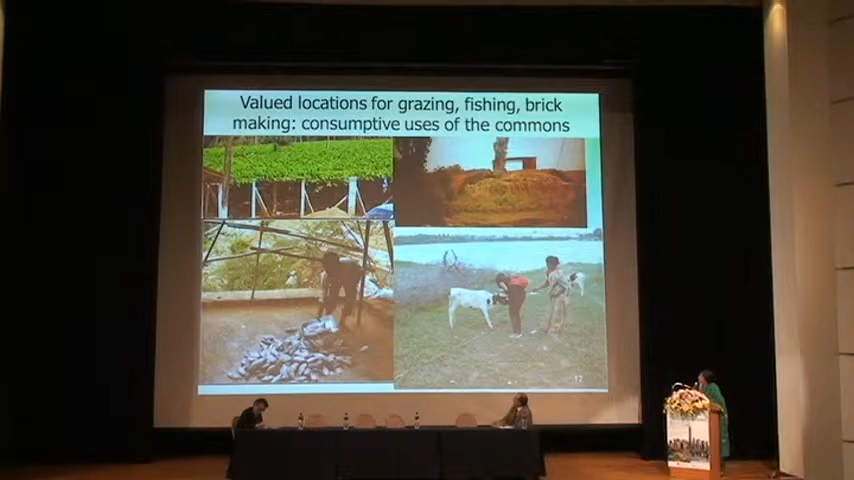 Valued locations for grazing, fishing, brick
making: consumptive uses of the commons
12